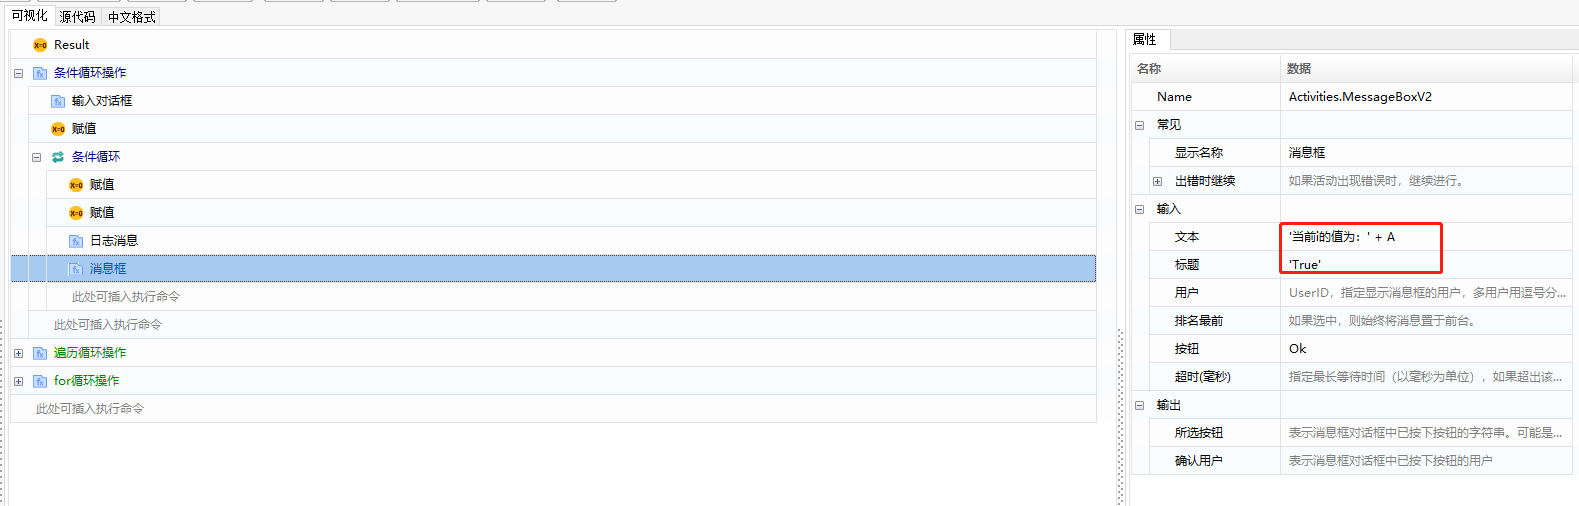 可视化 源代码 中文格式
Result
条件循环操作
输入对话框
赋值
条件循环
赋值
赋值
日志消息
消息框
此处可插入执行命令
此处可插入执行命令
遍历循环操作
for循环操作
此处可插入执行命令
属性
名称 数据
Name Activities.MessageBoxV2
常见
显示名称 消息框
出错时继续 如果活动出现错误时，继续进行。
输入
文本 '当前i的值为：' + A
标题 'True'
用户 UserID，指定显示消息框的用户，多用户用逗号分...
排名最前 如果选中，则始终将消息置于前台。
按钮 Ok
超时(毫秒) 指定最长等待时间（以毫秒为单位），如果超出该...
输出
所选按钮 表示消息框对话框中已按下按钮的字符串。可能是...
确认用户 表示消息框对话框中已按下按钮的用户